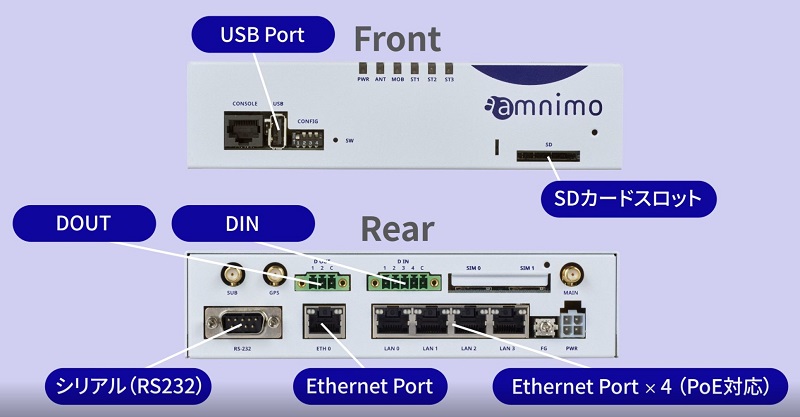 USB Port
Front
PWR ANT MOB ST1 ST2 ST3
amnimo
CONSOLE USB
CONFIG
SW
SD
SDカードスロット
DOUT
DIN
Rear
D OUT
1 2 C
D IN
1 2 3 4 C
SIM 0 SIM 1
SUB GPS MAIN
RS-232 ETH 0 LAN 0 LAN 1 LAN 2 LAN 3 FG PWR
シリアル（RS232）
Ethernet Port
Ethernet Port × 4（PoE対応）